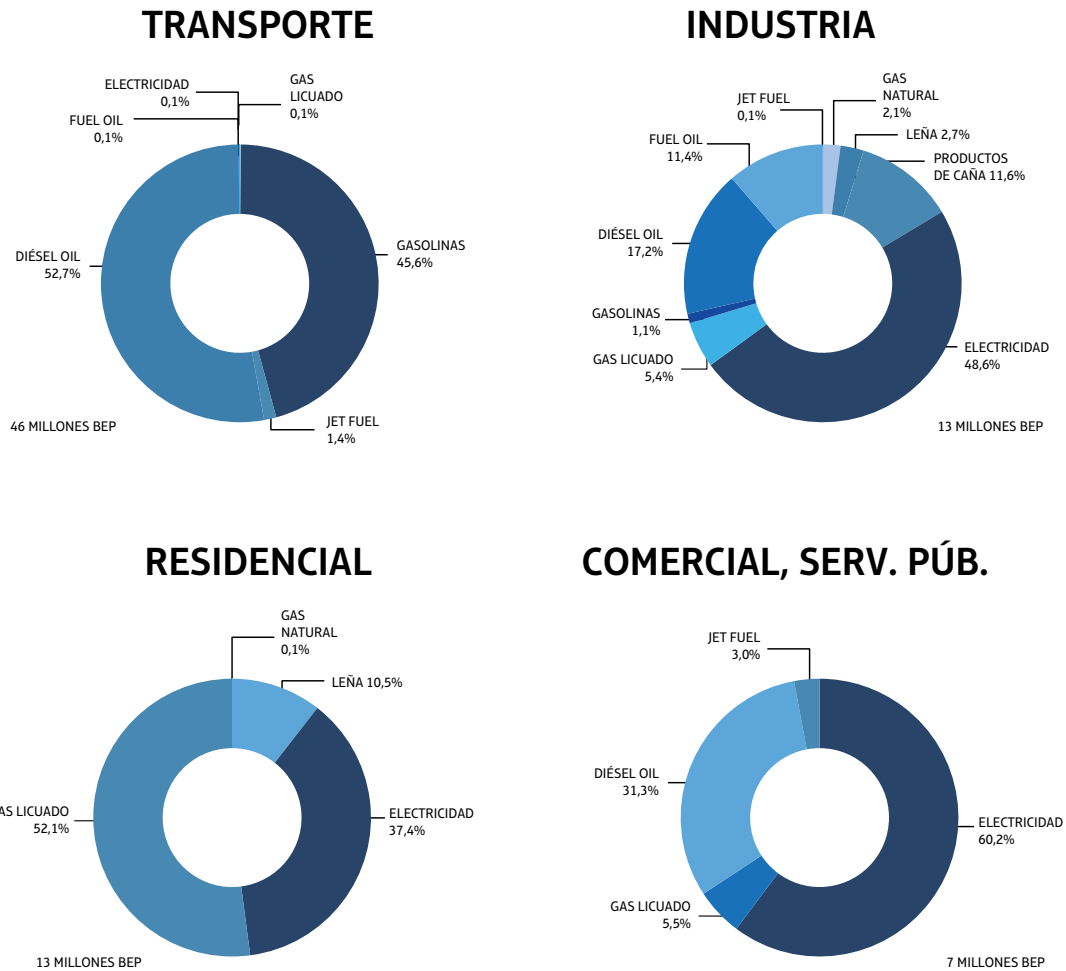 TRANSPORTE
ELECTRICIDAD
0,1%
GAS
LICUADO
0,1%
FUEL OIL
0,1%
DIÉSEL OIL
52,7%
GASOLINAS
45,6%
JET FUEL
1,4%
46 MILLONES BEP
INDUSTRIA
JET FUEL
0,1%
GAS
NATURAL
2,1%
LEÑA 2,7%
PRODUCTOS
DE CAÑA 11,6%
FUEL OIL
11,4%
DIÉSEL OIL
17,2%
GASOLINAS
1,1%
GAS LICUADO
5,4%
ELECTRICIDAD
48,6%
13 MILLONES BEP
RESIDENCIAL
GAS
NATURAL
0,1%
LEÑA 10,5%
AS LICUADO
52,1%
ELECTRICIDAD
37,4%
13 MILLONES BEP
COMERCIAL, SERV. PÚB.
JET FUEL
3,0%
DIÉSEL OIL
31,3%
ELECTRICIDAD
60,2%
GAS LICUADO
5,5%
7 MILLONES BEP